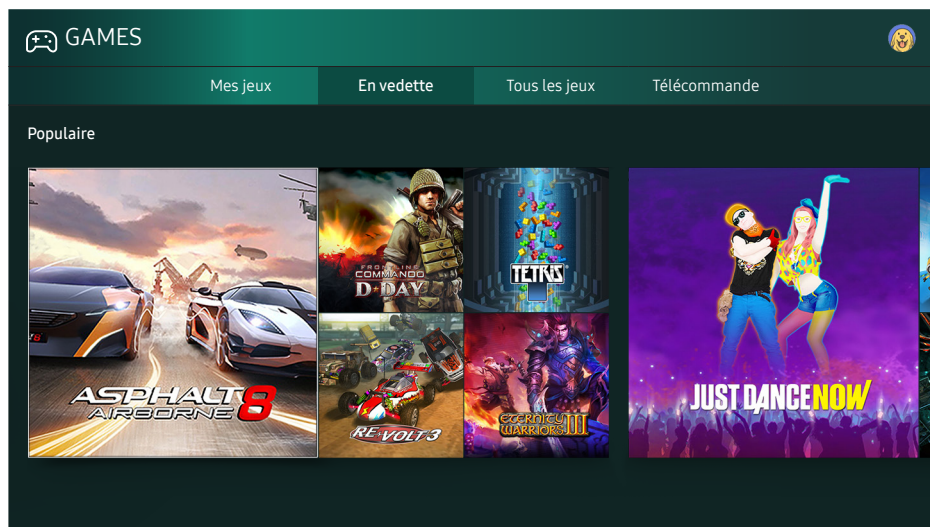 GAMES
Mes jeux
En vedette
Tous les jeux
Télécommande
Populaire
ASPHALT 8
AIRBORNE
FRONTLINE
COMMANDO
D-DAY
TETRIS
RE-VOLT 3
ETERNITY
WARRIORS III
JUST DANCE NOW